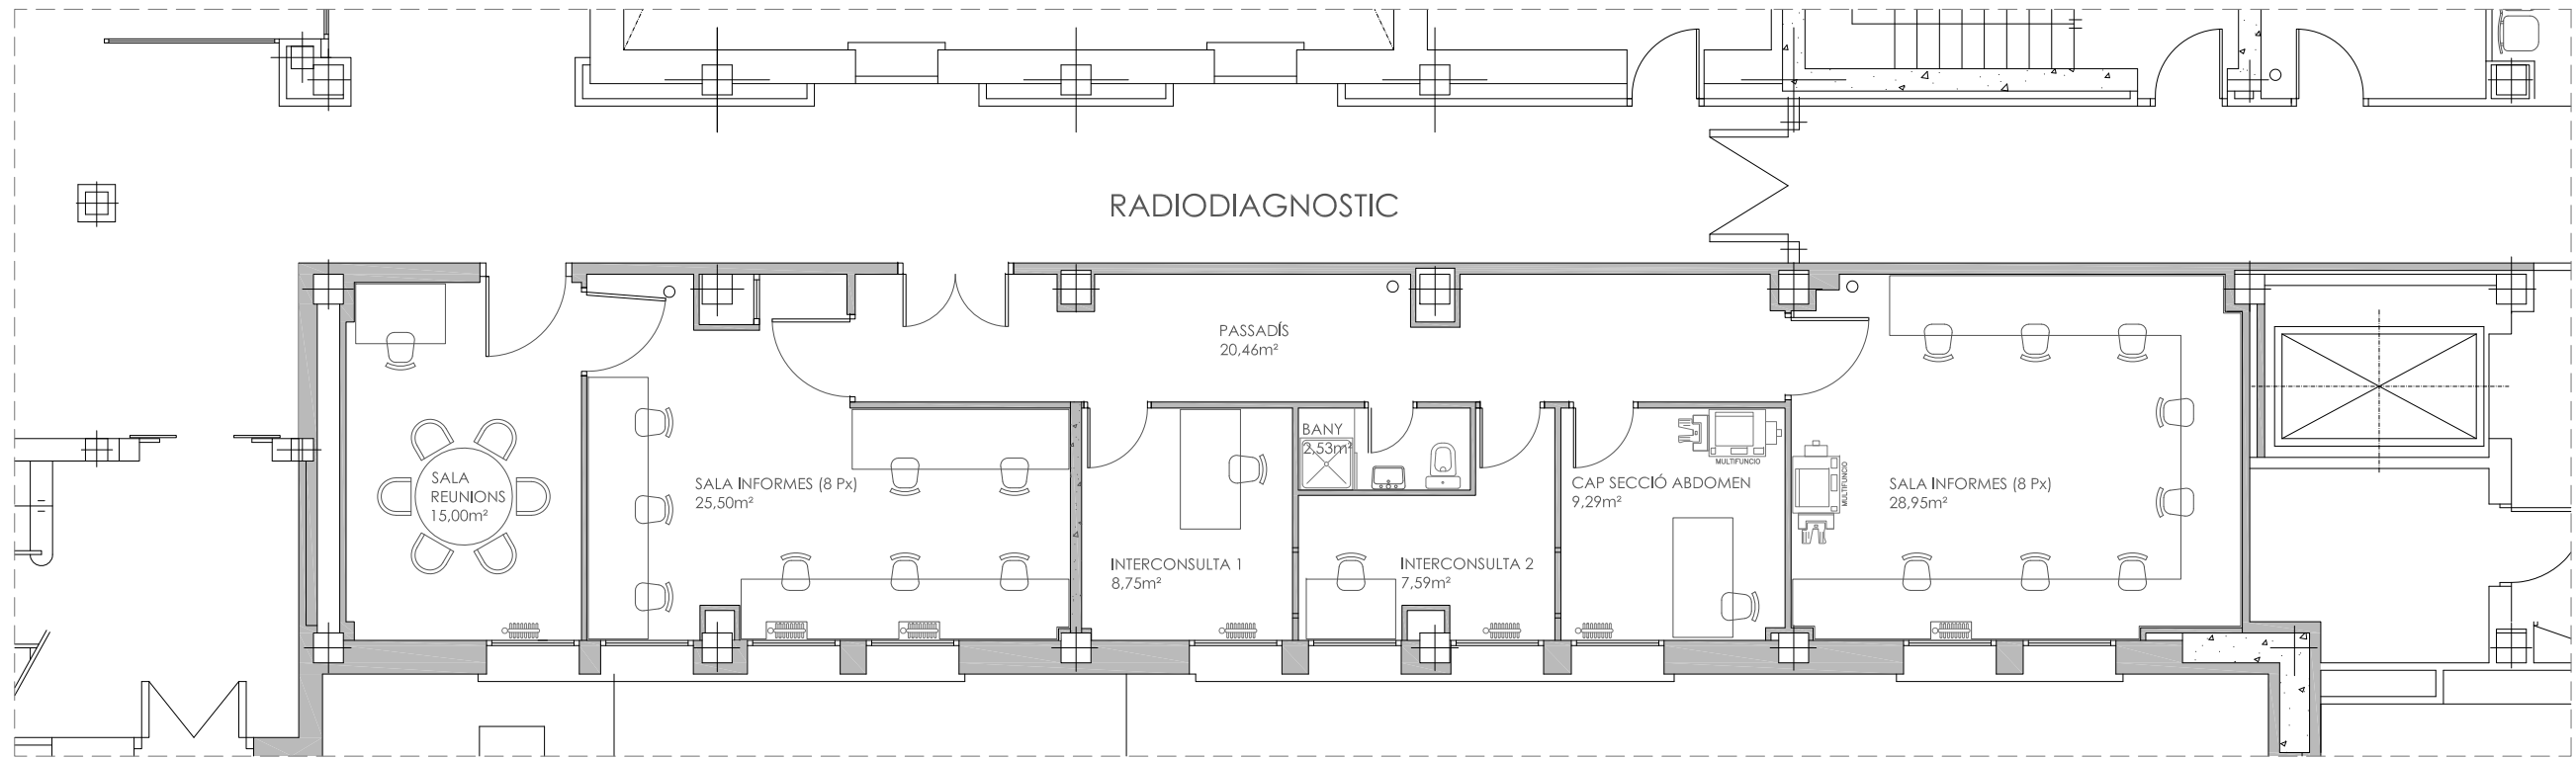 RADIODIAGNOSTIC
PASSADÍS
20,46m²
SALA
REUNIONS
15,00m²
SALA INFORMES (8 Px)
25,50m²
INTERCONSULTA 1
8,75m²
BANY
2,53m²
INTERCONSULTA 2
7,59m²
MULTIFUNCIO
CAP SECCIÓ ABDOMEN
9,29m²
MULTIFUNCIO
SALA INFORMES (8 Px)
28,95m²